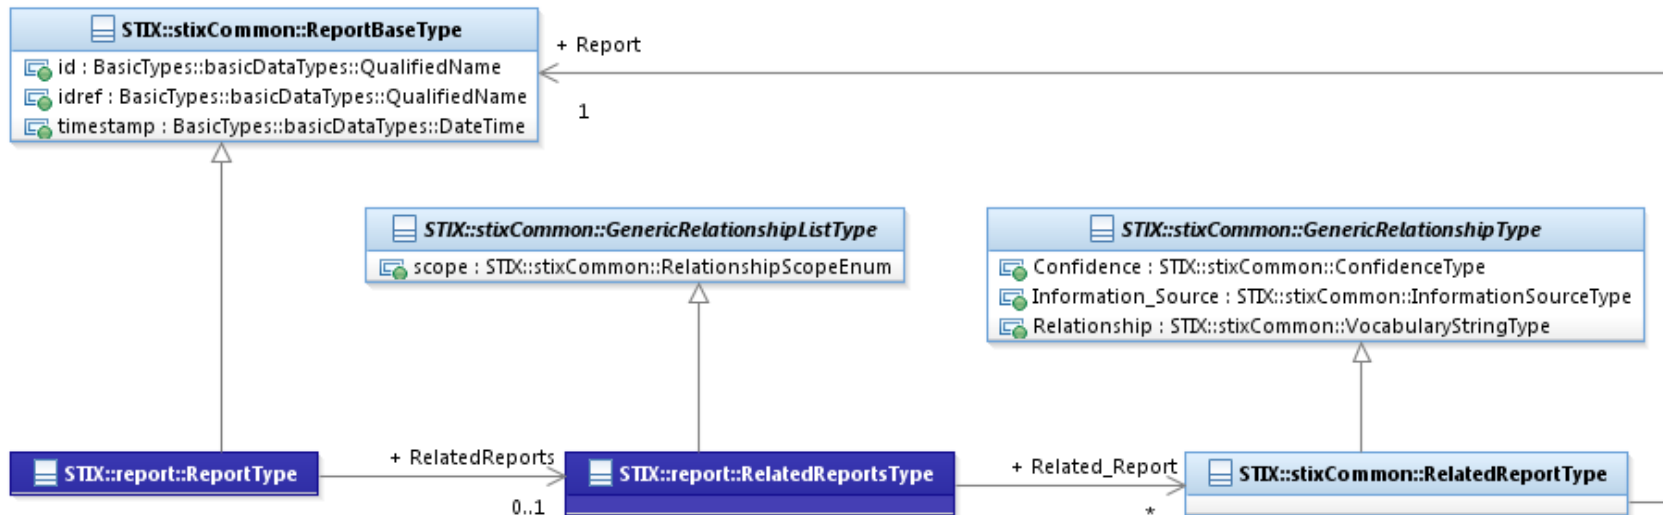 STIX::stixCommon::ReportBaseType
id : BasicTypes::basicDataTypes::QualifiedName
idref : BasicTypes::basicDataTypes::QualifiedName
timestamp : BasicTypes::basicDataTypes::DateTime
+ Report
1
STIX::stixCommon::GenericRelationshipListType
scope : STIX::stixCommon::RelationshipScopeEnum
STIX::stixCommon::GenericRelationshipType
Confidence : STIX::stixCommon::ConfidenceType
Information_Source : STIX::stixCommon::InformationSourceType
Relationship : STIX::stixCommon::VocabularyStringType
STIX::report::ReportType
+ RelatedReports
0..1
STIX::report::RelatedReportsType
+ Related_Report
*
STIX::stixCommon::RelatedReportType